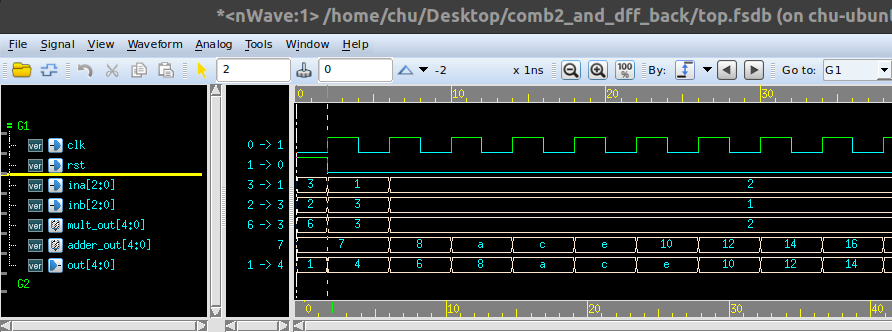 *<nWave:1> /home/chu/Desktop/comb2_and_dff_back/top.fsdb (on chu-ubunt
File Signal View Waveform Analog Tools Window Help
2 0 -2 x 1ns 100 % By: Go to: G1
0 10 20 30
G1
ver clk 0 -> 1
ver rst 1 -> 0
ver ina[2:0] 3 -> 1 3 1 2
ver inb[2:0] 2 -> 3 2 3 1
ver mult_out[4:0] 6 -> 3 6 3 2
ver adder_out[4:0] 7 7 8 a c e 10 12 14 16
ver out[4:0] 1 -> 4 1 4 6 8 a c e 10 12 14
G2
0 10 20 30 40